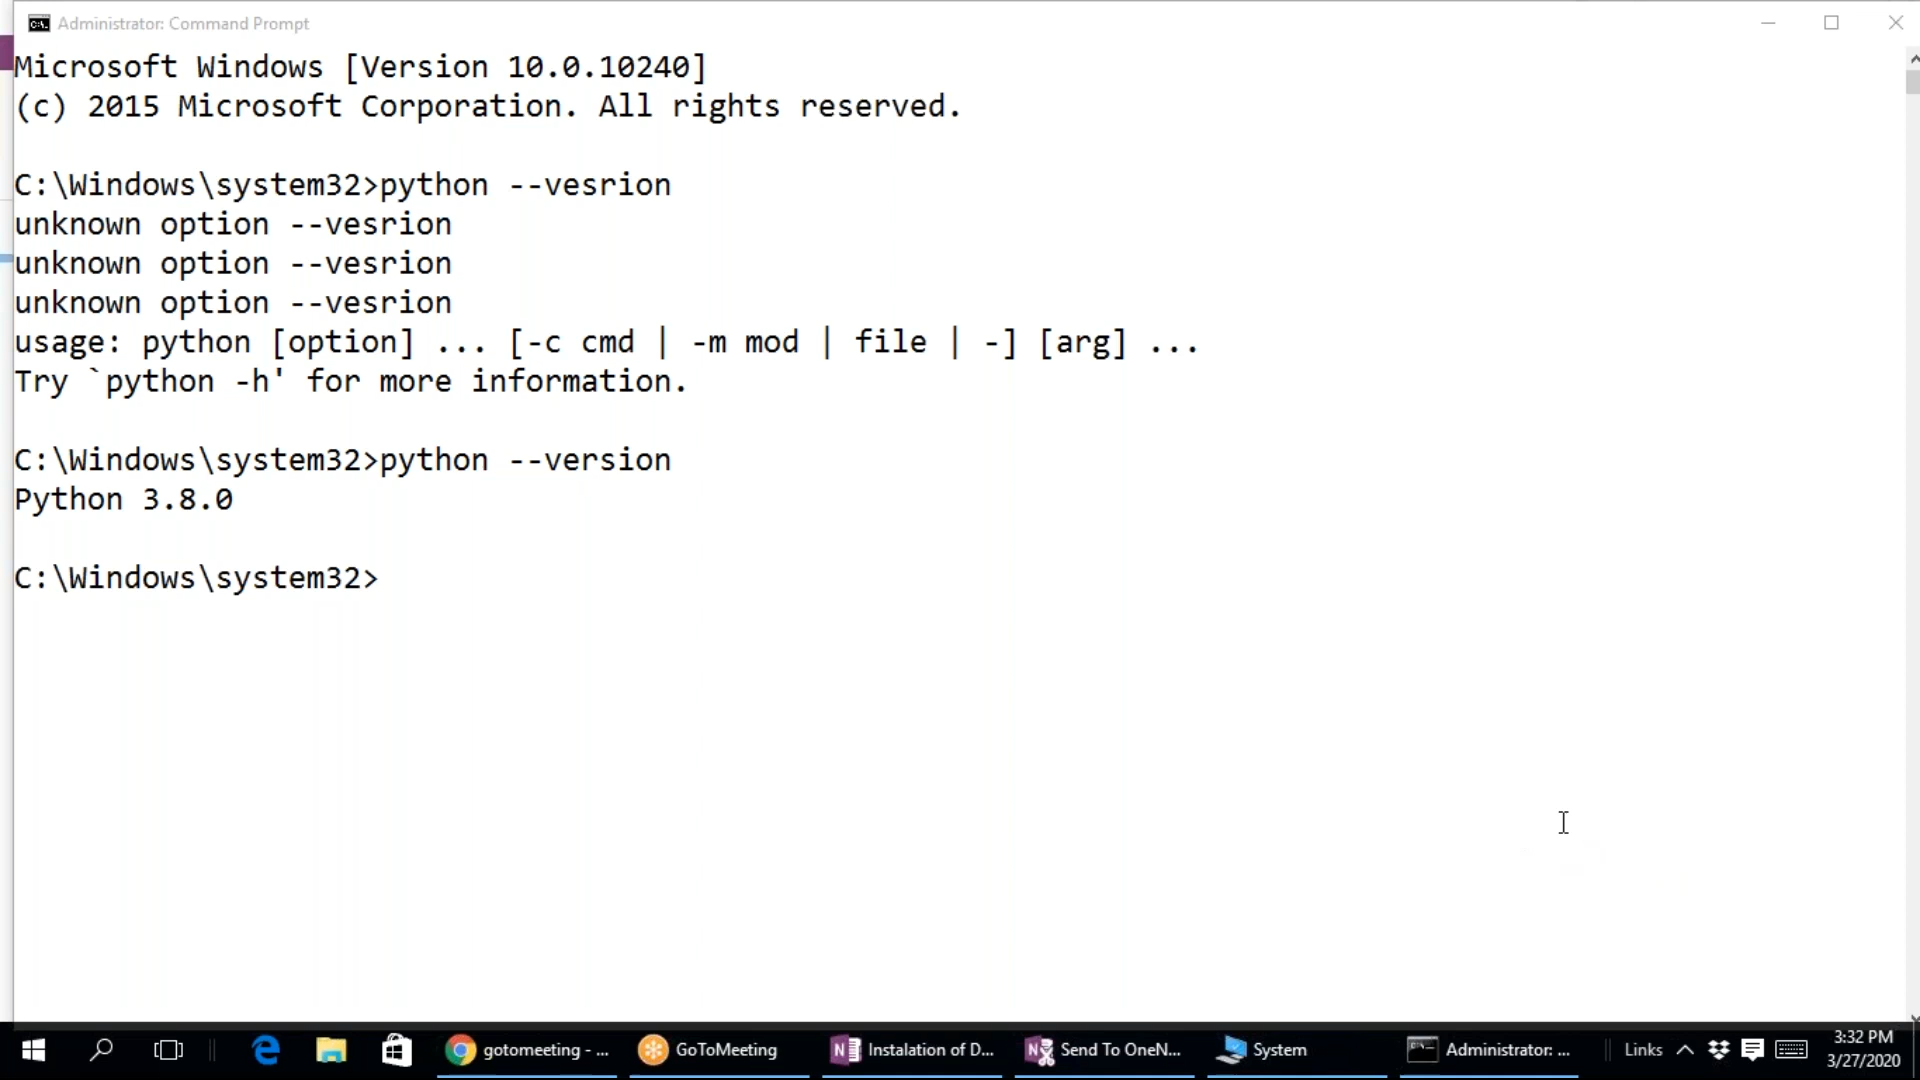 Administrator: Command Prompt
Microsoft Windows [Version 10.0.10240]
(c) 2015 Microsoft Corporation. All rights reserved.
C:\Windows\system32>python --vesrion
unknown option --vesrion
unknown option --vesrion
unknown option --vesrion
usage: python [option] ... [-c cmd | -m mod | file | -] [arg] ...
Try `python -h' for more information.
C:\Windows\system32>python --version
Python 3.8.0
C:\Windows\system32>
gotomeeting - ... GoToMeeting Instalation of D... Send To OneN... System Administrator: ... Links 3:32 PM
3/27/2020